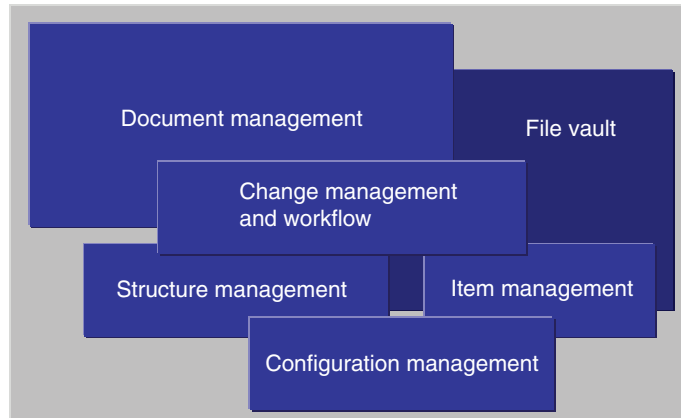 Document management
File vault
Change management
and workflow
Structure management
Item management
Configuration management